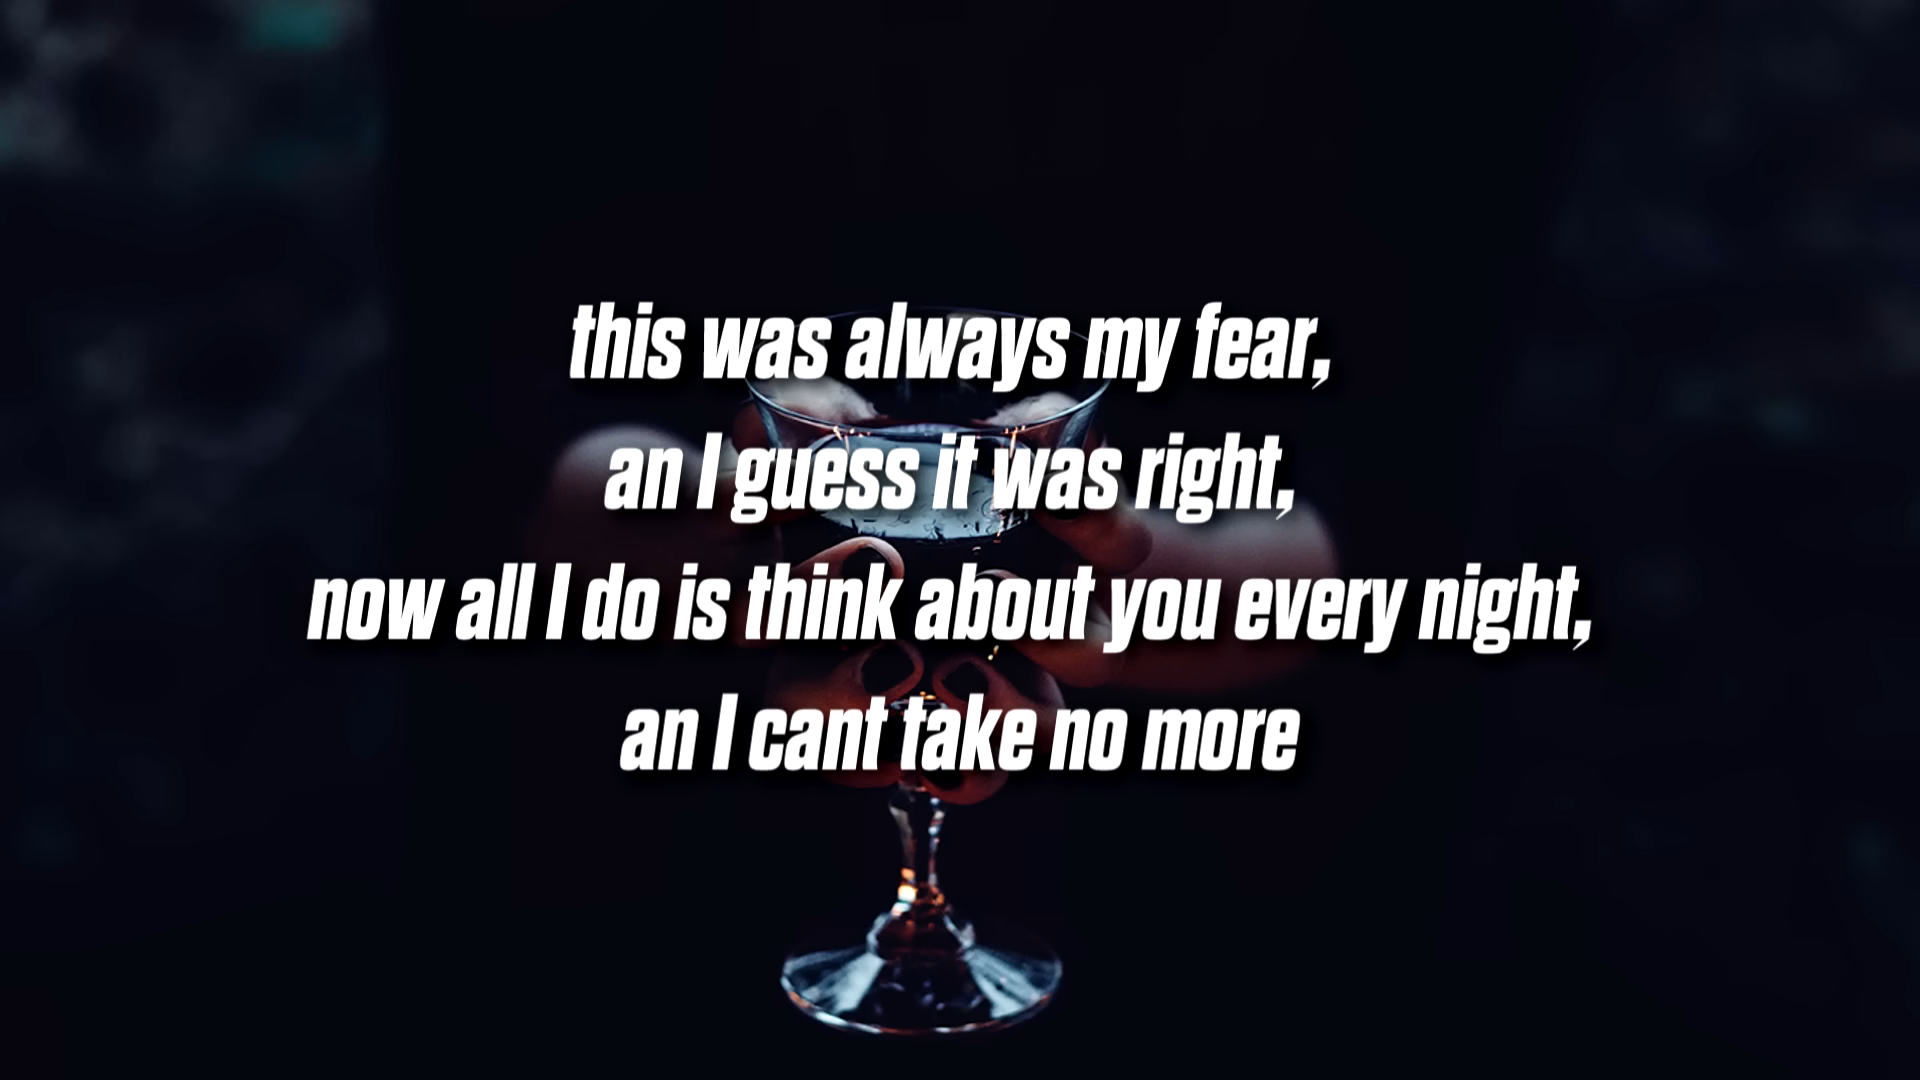 this was always my fear,
an I guess it was right,
now all I do is think about you every night,
an I cant take no more